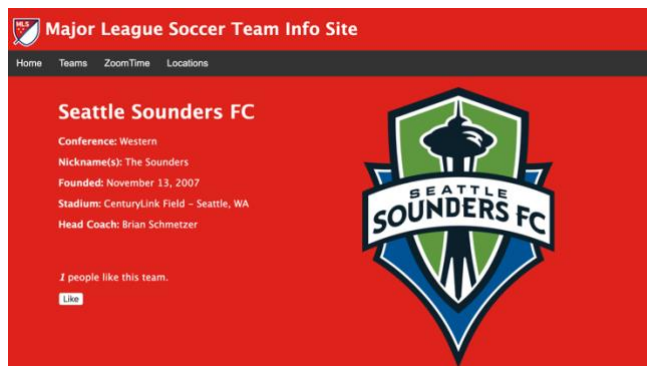 MLS
Major League Soccer Team Info Site
Home Teams ZoomTime Locations
Seattle Sounders FC
Conference: Western
Nickname(s): The Sounders
Founded: November 13, 2007
Stadium: CenturyLink Field – Seattle, WA
Head Coach: Brian Schmetzer
1 people like this team.
Like
SEATTLE
SOUNDERS FC